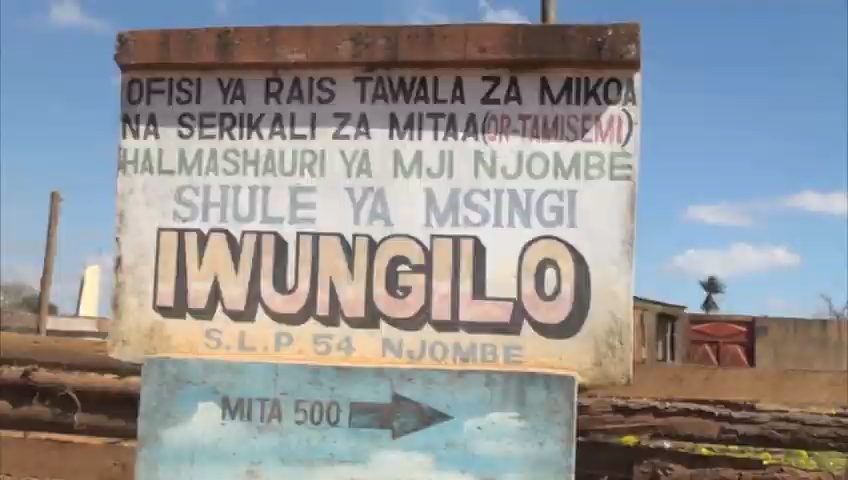 OFISI YA RAIS TAWALA ZA MIKOA
NA SERIKALI ZA MITAA(OR-TAMISEMI)
HALMASHAURI YA MJI NJOMBE
SHULE YA MSINGI
IWUNGILO
S.L.P. 54 NJOMBE
MITA 500